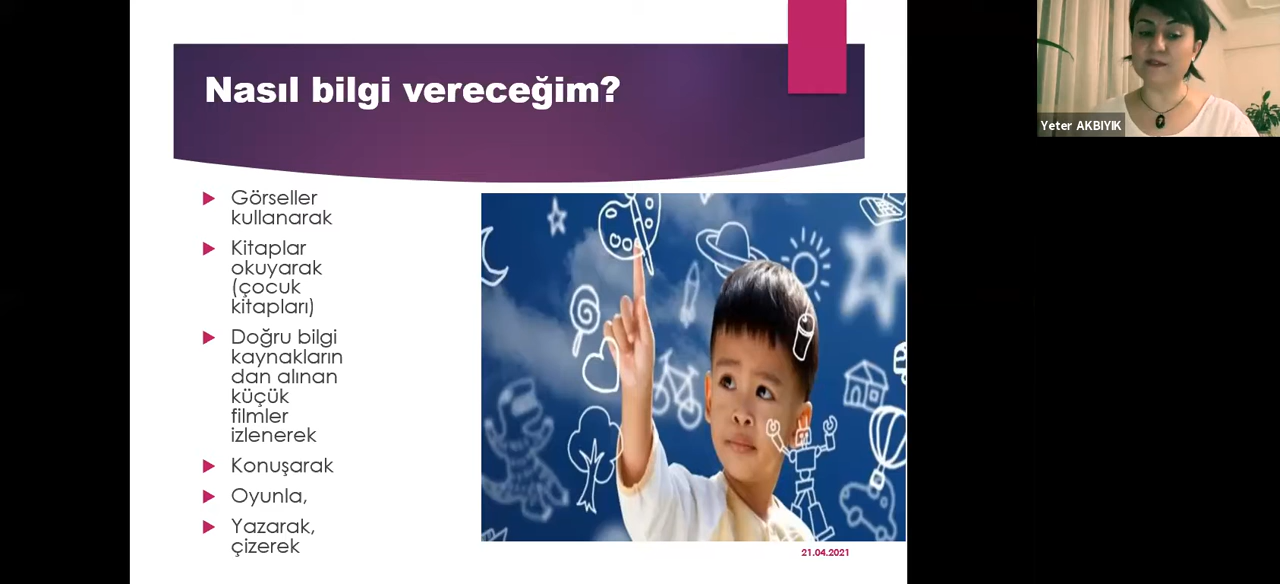 Nasıl bilgi vereceğim?
Görseller
kullanarak
Kitaplar
okuyarak
(çocuk
kitapları)
Doğru bilgi
kaynakların
dan alınan
küçük
filmler
izlenerek
Konuşarak
Oyunla,
Yazarak,
çizerek
21.04.2021
Yeter AKBIYIK